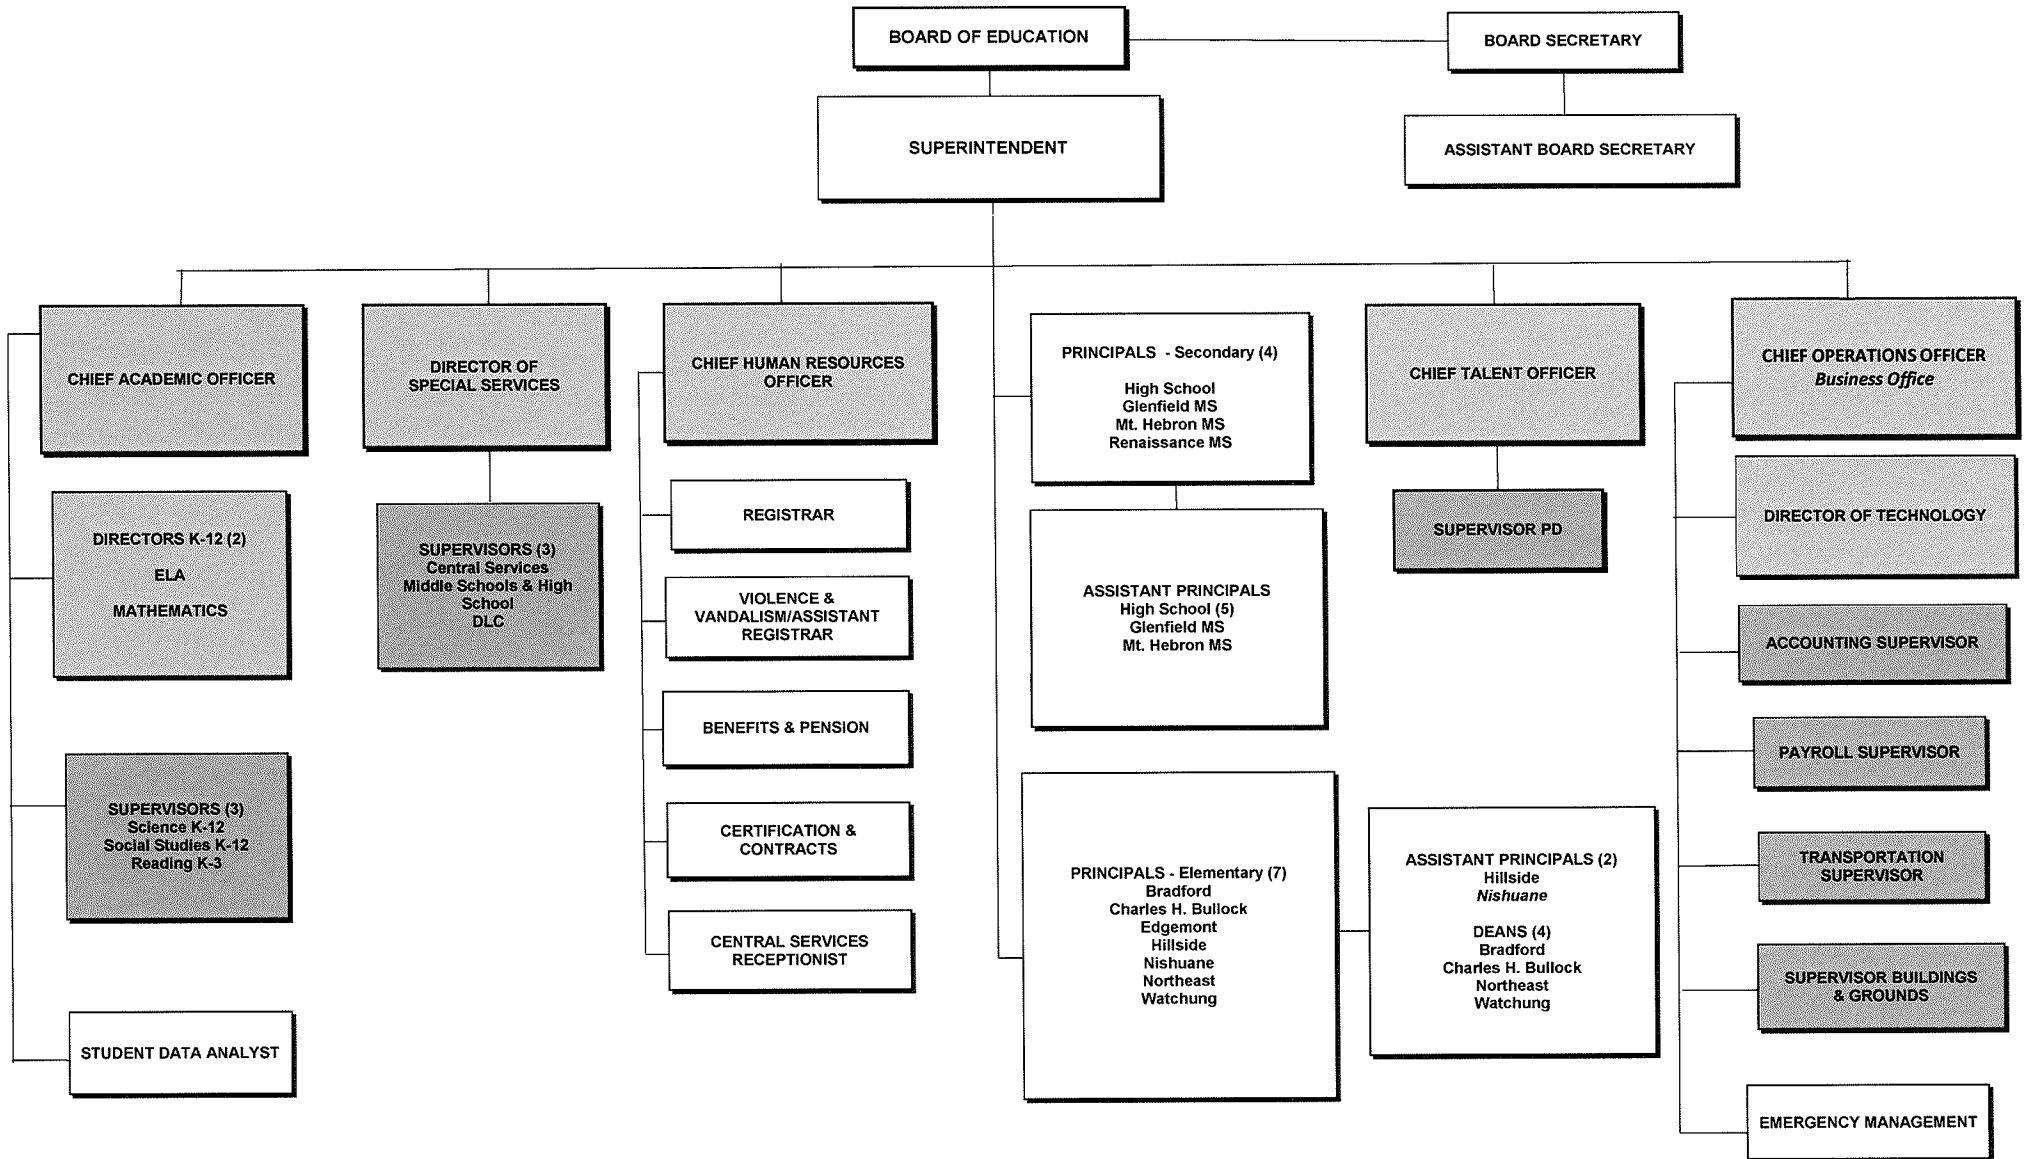 BOARD OF EDUCATION
BOARD SECRETARY
SUPERINTENDENT
ASSISTANT BOARD SECRETARY
CHIEF ACADEMIC OFFICER
DIRECTORS K-12 (2)
ELA
MATHEMATICS
SUPERVISORS (3)
Science K-12
Social Studies K-12
Reading K-3
STUDENT DATA ANALYST
DIRECTOR OF
SPECIAL SERVICES
SUPERVISORS (3)
Central Services
Middle Schools & High
School
DLC
CHIEF HUMAN RESOURCES
OFFICER
REGISTRAR
VIOLENCE &
VANDALISM/ASSISTANT
REGISTRAR
BENEFITS & PENSION
CERTIFICATION &
CONTRACTS
CENTRAL SERVICES
RECEPTIONIST
PRINCIPALS - Secondary (4)
High School
Glenfield MS
Mt. Hebron MS
Renaissance MS
ASSISTANT PRINCIPALS
High School (5)
Glenfield MS
Mt. Hebron MS
PRINCIPALS - Elementary (7)
Bradford
Charles H. Bullock
Edgemont
Hillside
Nishuane
Northeast
Watchung
ASSISTANT PRINCIPALS (2)
Hillside
Nishuane
DEANS (4)
Bradford
Charles H. Bullock
Northeast
Watchung
CHIEF TALENT OFFICER
SUPERVISOR PD
CHIEF OPERATIONS OFFICER
Business Office
DIRECTOR OF TECHNOLOGY
ACCOUNTING SUPERVISOR
PAYROLL SUPERVISOR
TRANSPORTATION
SUPERVISOR
SUPERVISOR BUILDINGS
& GROUNDS
EMERGENCY MANAGEMENT